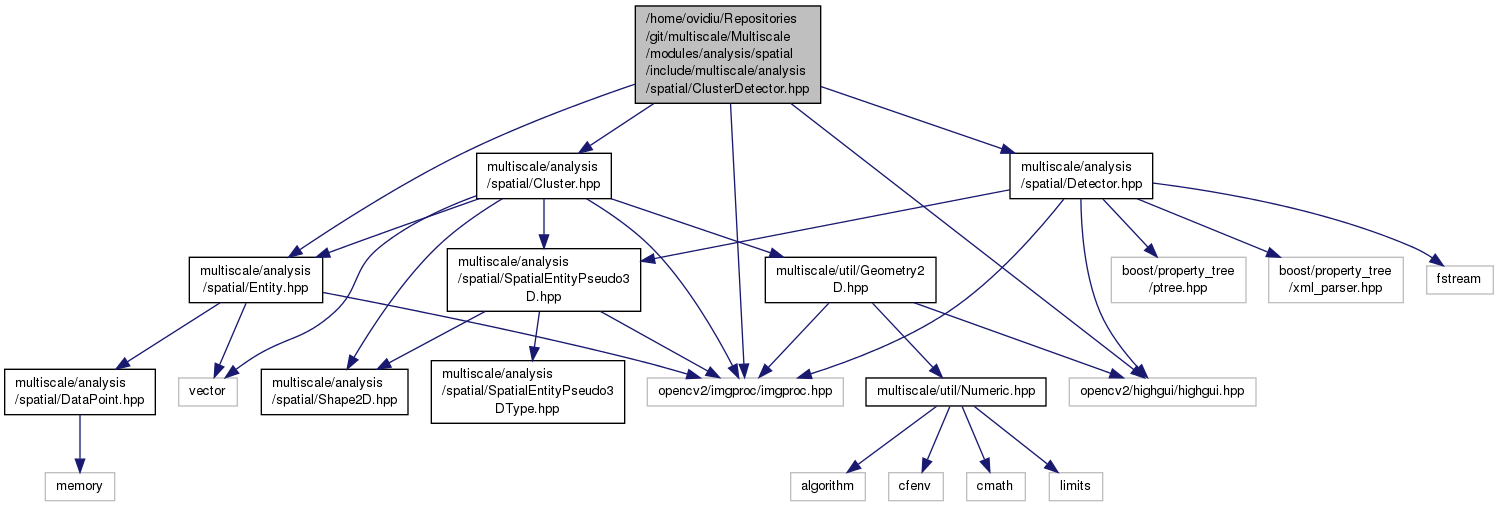 /home/ovidiu/Repositories
/git/multiscale/Multiscale
/modules/analysis/spatial
/include/multiscale/analysis
/spatial/ClusterDetector.hpp
multiscale/analysis
/spatial/Cluster.hpp
multiscale/analysis
/spatial/Detector.hpp
multiscale/analysis
/spatial/Entity.hpp
multiscale/analysis
/spatial/SpatialEntityPseudo3
D.hpp
multiscale/util/Geometry2
D.hpp
boost/property_tree
/ptree.hpp
boost/property_tree
/xml_parser.hpp
fstream
multiscale/analysis
/spatial/DataPoint.hpp
vector
multiscale/analysis
/spatial/Shape2D.hpp
multiscale/analysis
/spatial/SpatialEntityPseudo3
DType.hpp
opencv2/imgproc/imgproc.hpp
multiscale/util/Numeric.hpp
opencv2/highgui/highgui.hpp
memory
algorithm
cfenv
cmath
limits